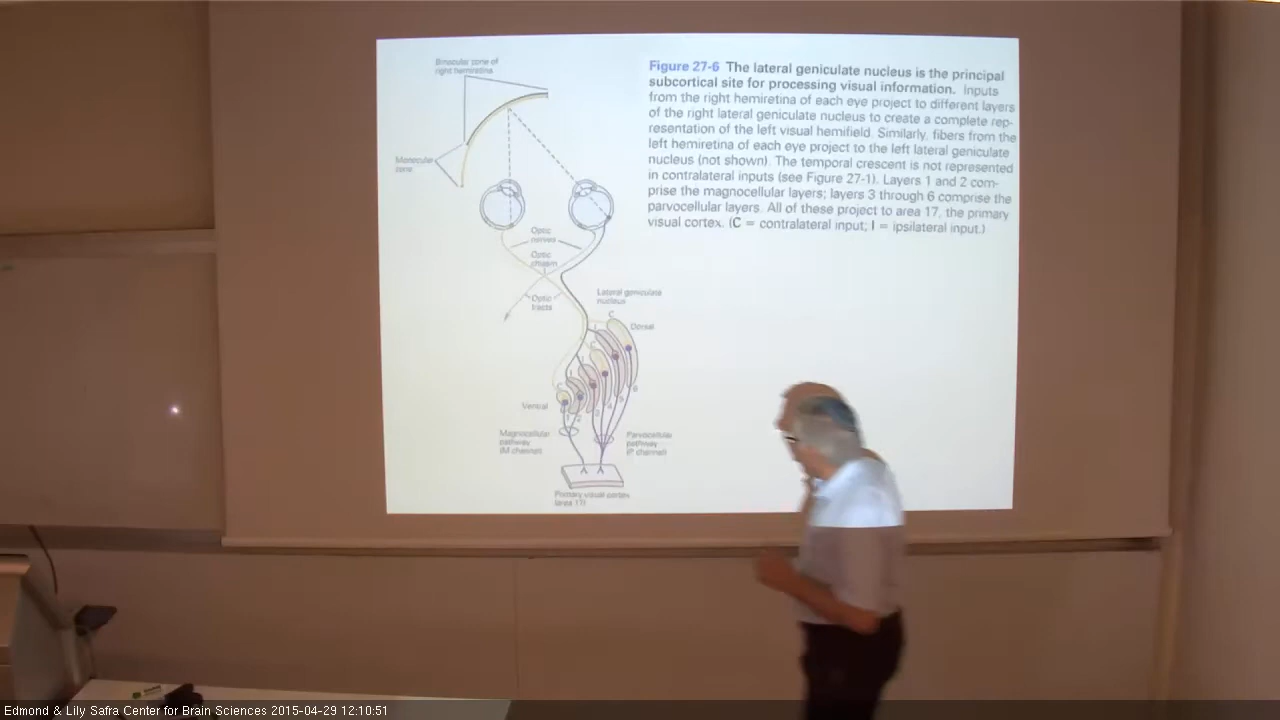 Binocular zone of
right hemiretina
Monocular
zone
Optic
nerves
Optic
chiasm
Optic
tracts
Lateral geniculate
nucleus
C
Dorsal
Ventral
Magnocellular
pathway
(M channel)
Parvocellular
pathway
(P channel)
Primary visual cortex
(area 17)
Figure 27-6 The lateral geniculate nucleus is the principal
subcortical site for processing visual information. Inputs
from the right hemiretina of each eye project to different layers
of the right lateral geniculate nucleus to create a complete rep-
resentation of the left visual hemifield. Similarly, fibers from the
left hemiretina of each eye project to the left lateral geniculate
nucleus (not shown). The temporal crescent is not represented
in contralateral inputs (see Figure 27-1). Layers 1 and 2 com-
prise the magnocellular layers; layers 3 through 6 comprise the
parvocellular layers. All of these project to area 17, the primary
visual cortex. (C = contralateral input; I = ipsilateral input.)
Edmond & Lily Safra Center for Brain Sciences 2015-04-29 12:10:51